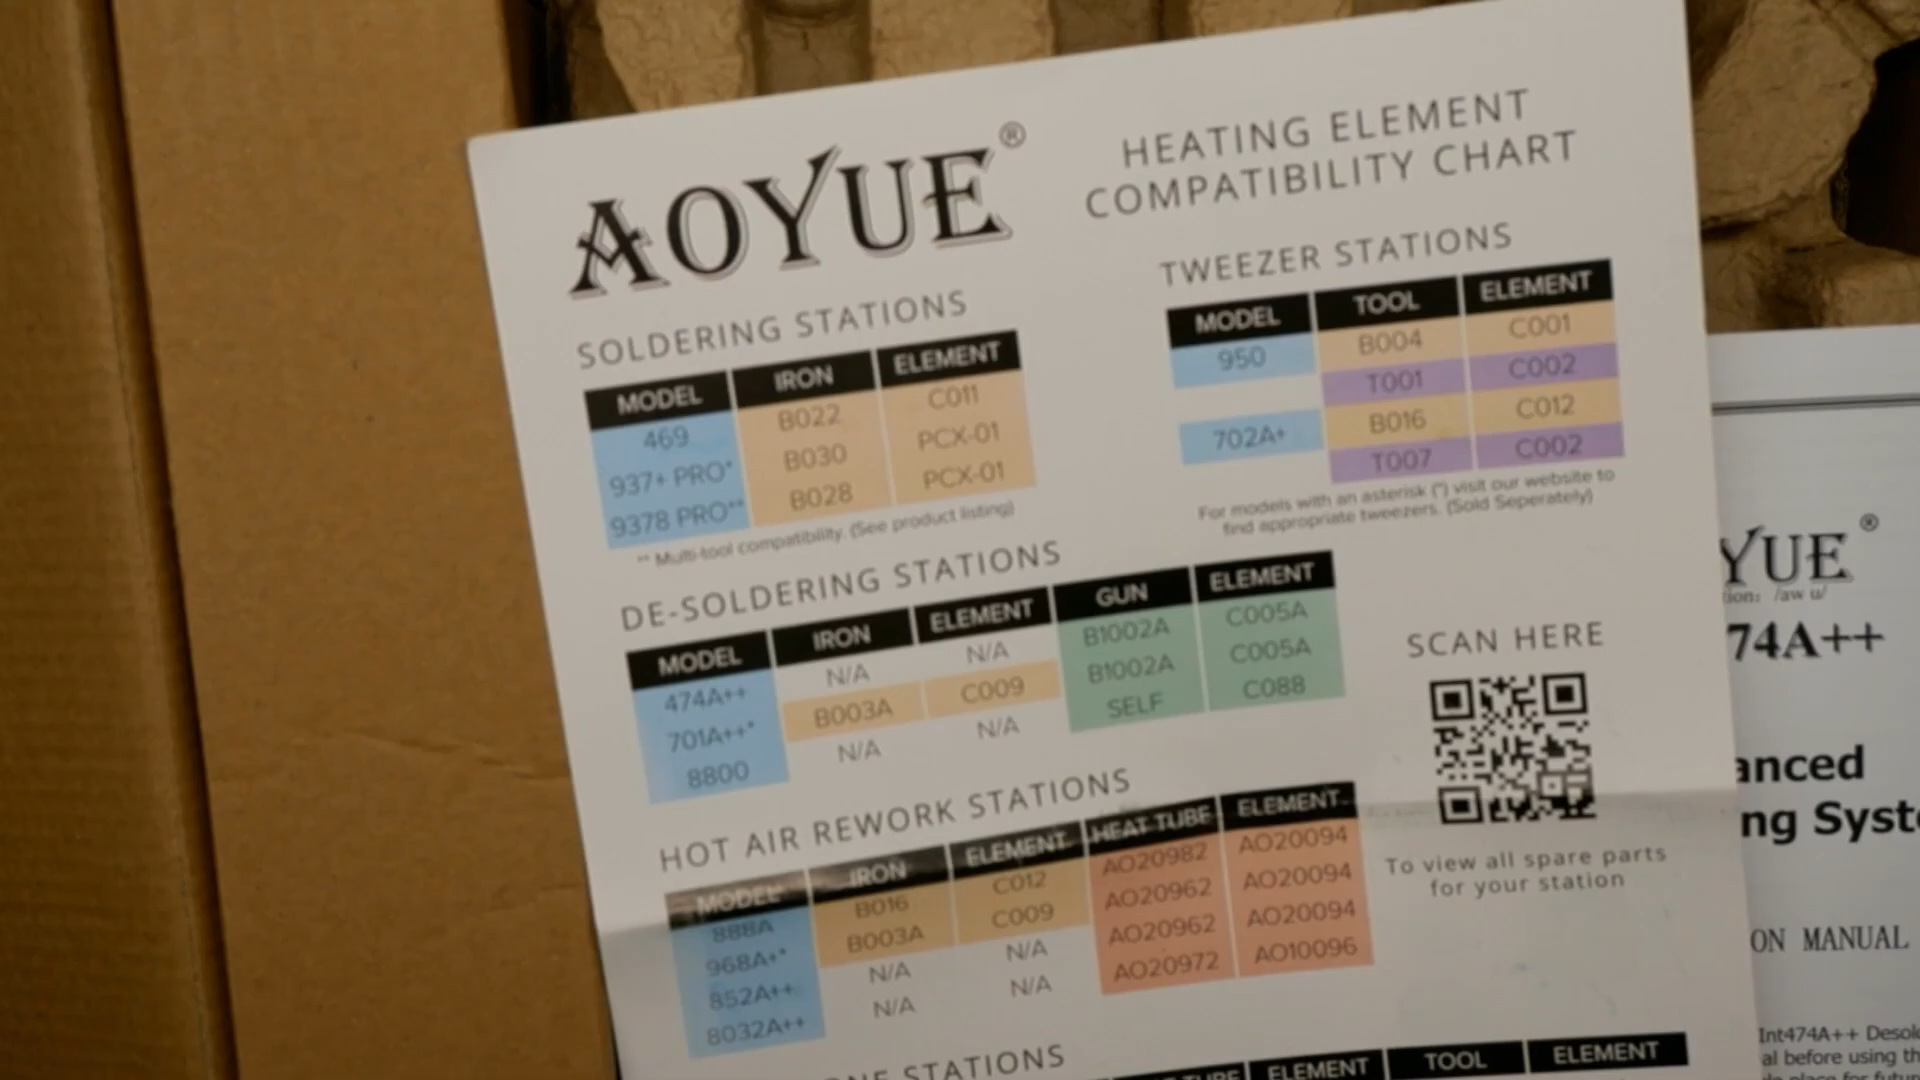 AOYUE®
HEATING ELEMENT
COMPATIBILITY CHART
SOLDERING STATIONS
MODEL IRON ELEMENT
469 B022 C011
937+ PRO* B030 PCX-01
9378 PRO** B028 PCX-01
** Multi-tool compatibility. (See product listing)
TWEEZER STATIONS
MODEL TOOL ELEMENT
950 B004 C001
T001 C002
702A+ B016 C012
T007 C002
For models with an asterisk (*) visit our website to
find appropriate tweezers. (Sold Seperately)
DE-SOLDERING STATIONS
MODEL IRON ELEMENT GUN ELEMENT
474A++ N/A N/A B1002A C005A
701A++* B003A C009 B1002A C005A
8800 N/A N/A SELF C088
HOT AIR REWORK STATIONS
MODEL IRON ELEMENT HEAT TUBE ELEMENT
888A B016 C012 AO20982 AO20094
968A+* B003A C009 AO20962 AO20094
852A++ N/A N/A AO20962 AO20094
8032A++ N/A N/A AO20972 AO10096
SCAN HERE
To view all spare parts
for your station
STATIONS
ELEMENT TOOL ELEMENT
YUE®
/aw u/
74A++
anced
ng Syst
ON MANUAL
Int474A++ Desol
al before using th